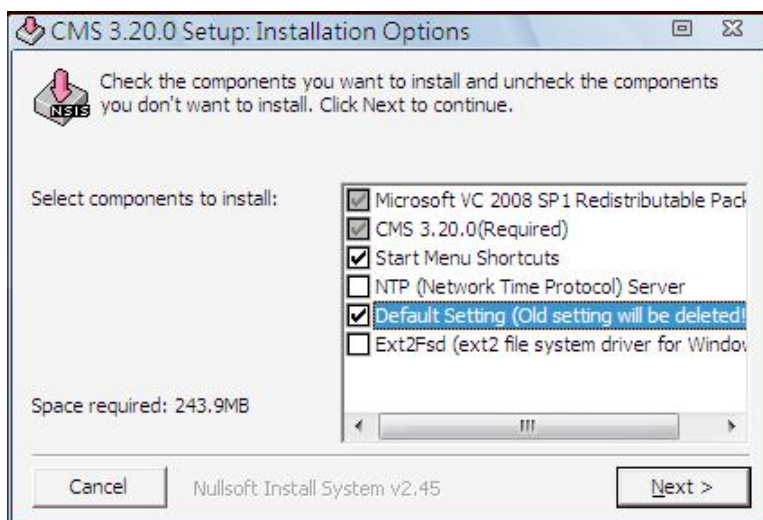 CMS 3.20.0 Setup: Installation Options
NSIS
Check the components you want to install and uncheck the components
you don't want to install. Click Next to continue.
Select components to install:
Microsoft VC 2008 SP1 Redistributable Pack
CMS 3.20.0(Required)
Start Menu Shortcuts
NTP (Network Time Protocol) Server
Default Setting (Old setting will be deleted!
Ext2Fsd (ext2 file system driver for Window
Space required: 243.9MB
Cancel
Nullsoft Install System v2.45
Next >